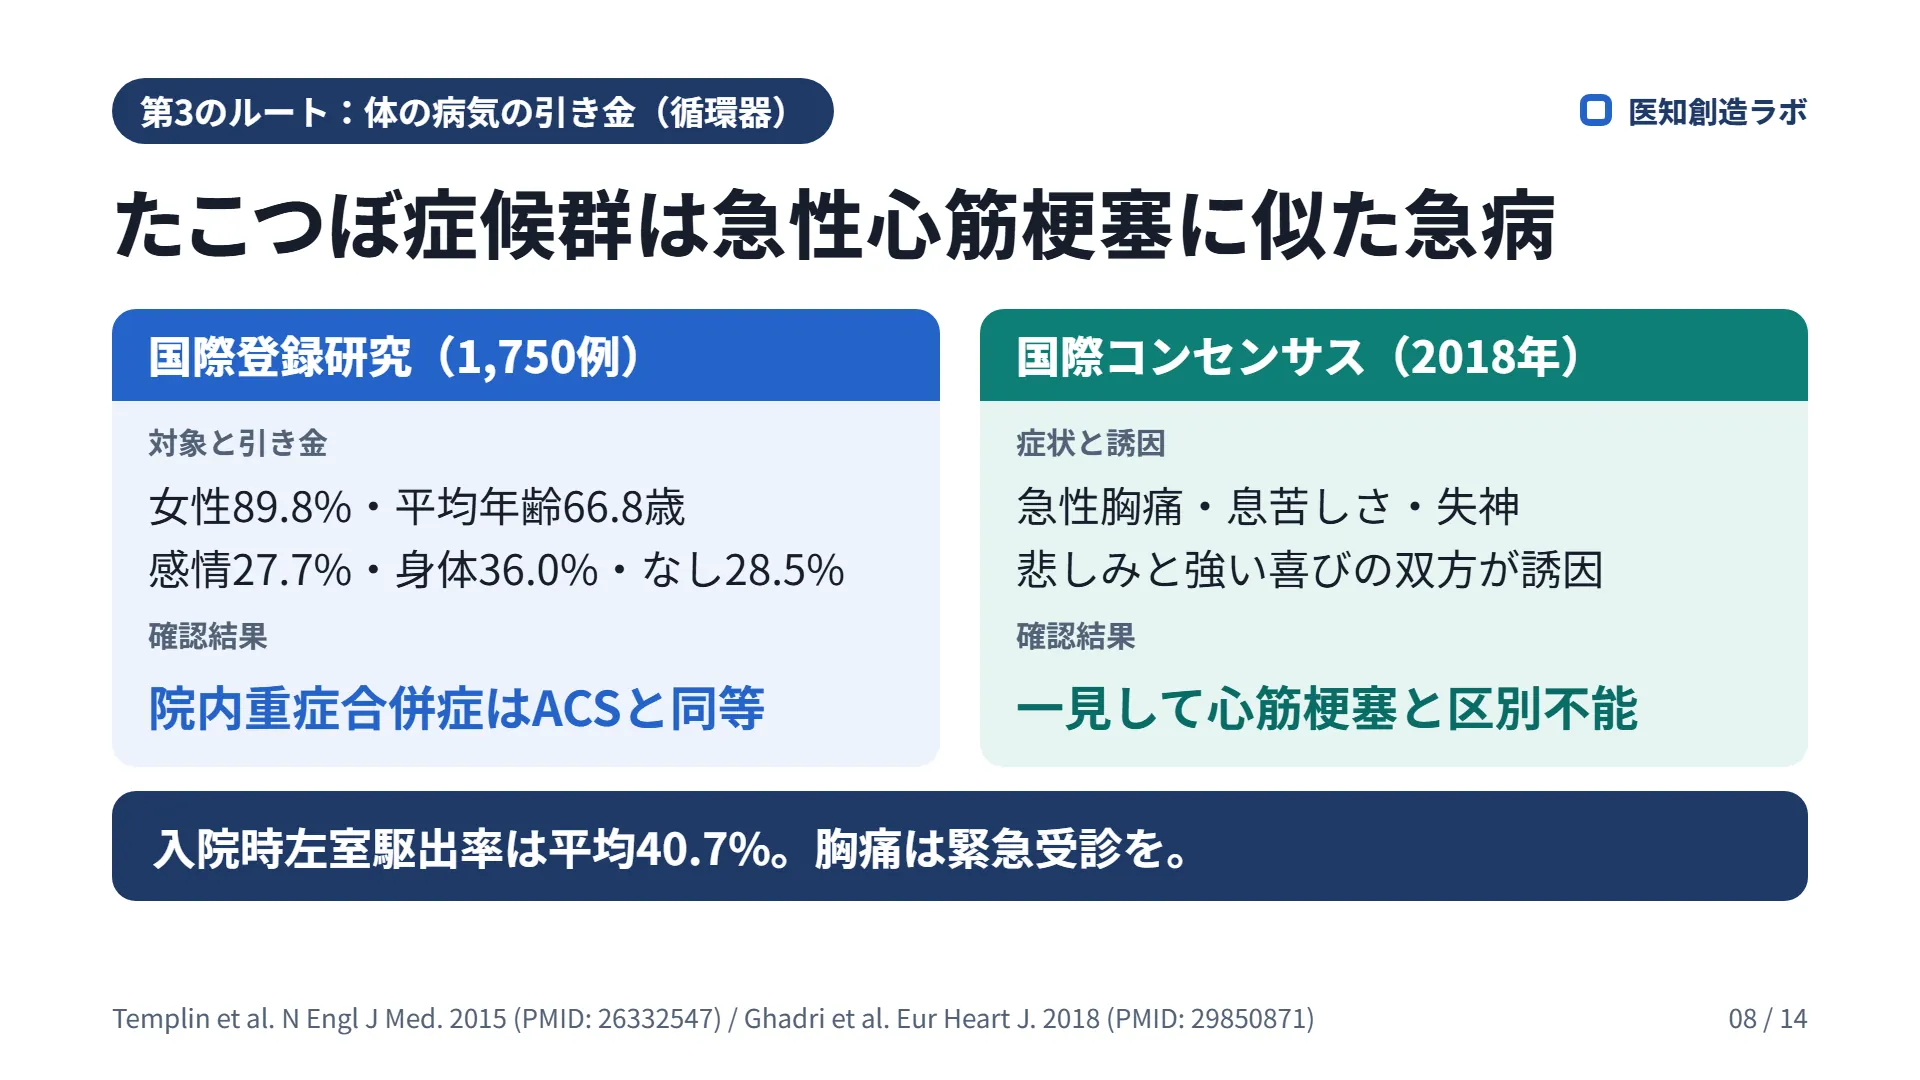 第3のルート：体の病気の引き金（循環器）
医知創造ラボ
たこつぼ症候群は急性心筋梗塞に似た急病
国際登録研究（1,750例）
対象と引き金
女性89.8%・平均年齢66.8歳
感情27.7%・身体36.0%・なし28.5%
確認結果
院内重症合併症はACSと同等
国際コンセンサス（2018年）
症状と誘因
急性胸痛・息苦しさ・失神
悲しみと強い喜びの双方が誘因
確認結果
一見して心筋梗塞と区別不能
入院時左室駆出率は平均40.7%。胸痛は緊急受診を。
Templin et al. N Engl J Med. 2015 (PMID: 26332547) / Ghadri et al. Eur Heart J. 2018 (PMID: 29850871)
08 / 14